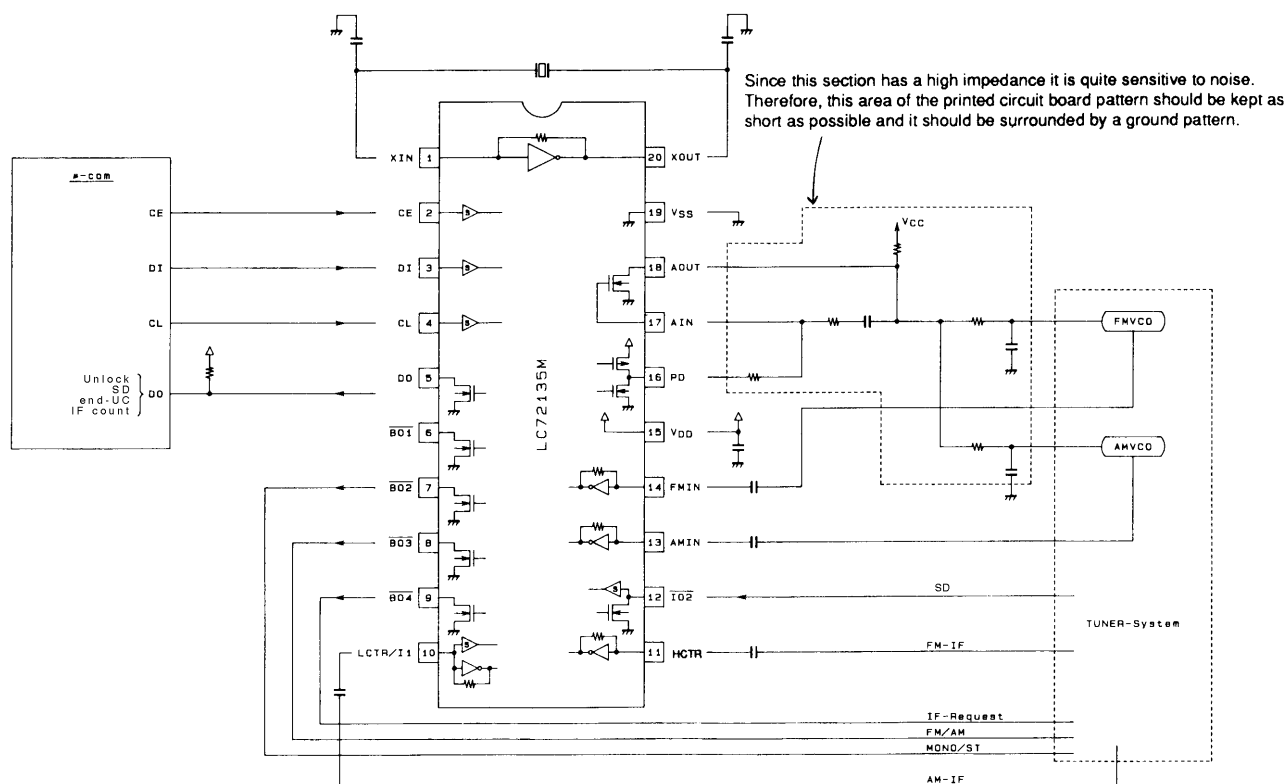 Since this section has a high impedance it is quite sensitive to noise.
Therefore, this area of the printed circuit board pattern should be kept as
short as possible and it should be surrounded by a ground pattern.
μ-com
CE
DI
CL
Unlock
SD
end-UC
IF count
DO
XIN 1
CE 2
DI 3
CL 4
DO 5
BO1 6
BO2 7
BO3 8
BO4 9
LCTR/I1 10
S
S
S
S
S
LC72135M
20 XOUT
19 VSS
18 AOUT
17 AIN
16 PD
15 VDD
14 FMIN
13 AMIN
12 IO2
11 HCTR
VCC
FMVCO
AMVCO
SD
TUNER-System
FM-IF
IF-Request
FM/AM
MONO/ST
AM-IF